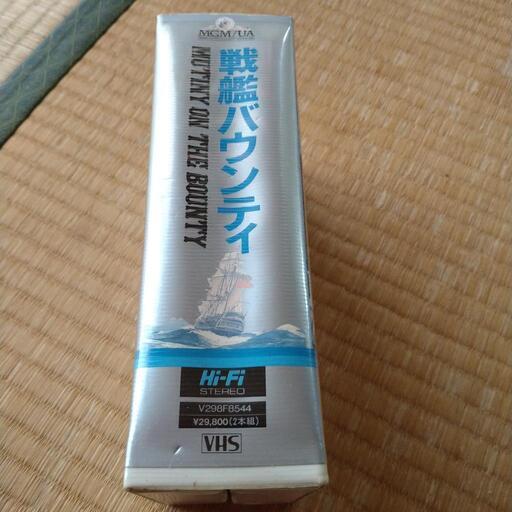 MGM/UA
戦艦バウンティ
MUTINY ON THE BOUNTY
Hi-Fi
STEREO
V298F8544
¥29,800(2本組)
VHS